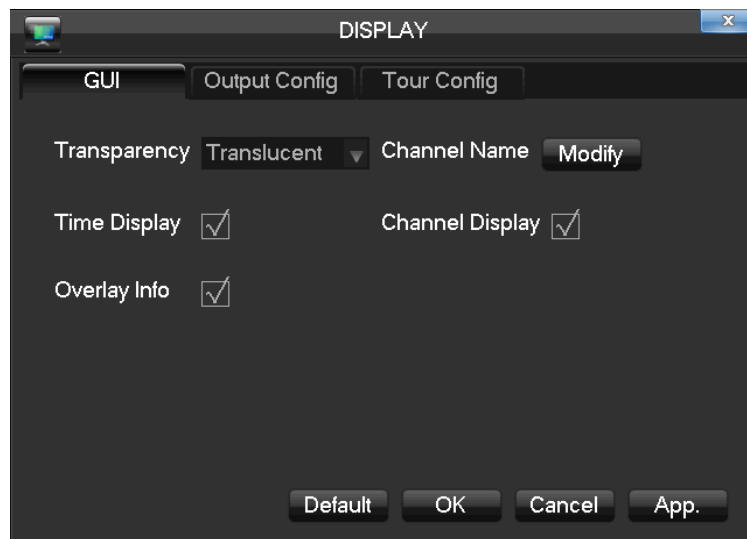 DISPLAY
x
GUI Output Config Tour Config
Transparency Translucent Channel Name Modify
Time Display Channel Display
Overlay Info
Default OK Cancel App.